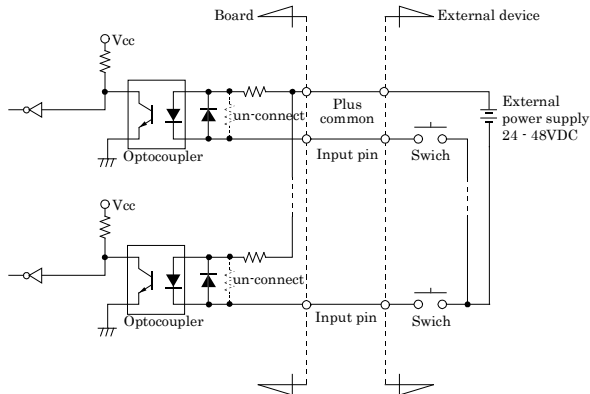 Board
External device
Vcc
un-connect
Optocoupler
Plus
common
Input pin
Swich
External
power supply
24 - 48VDC
Vcc
un-connect
Optocoupler
Input pin
Swich